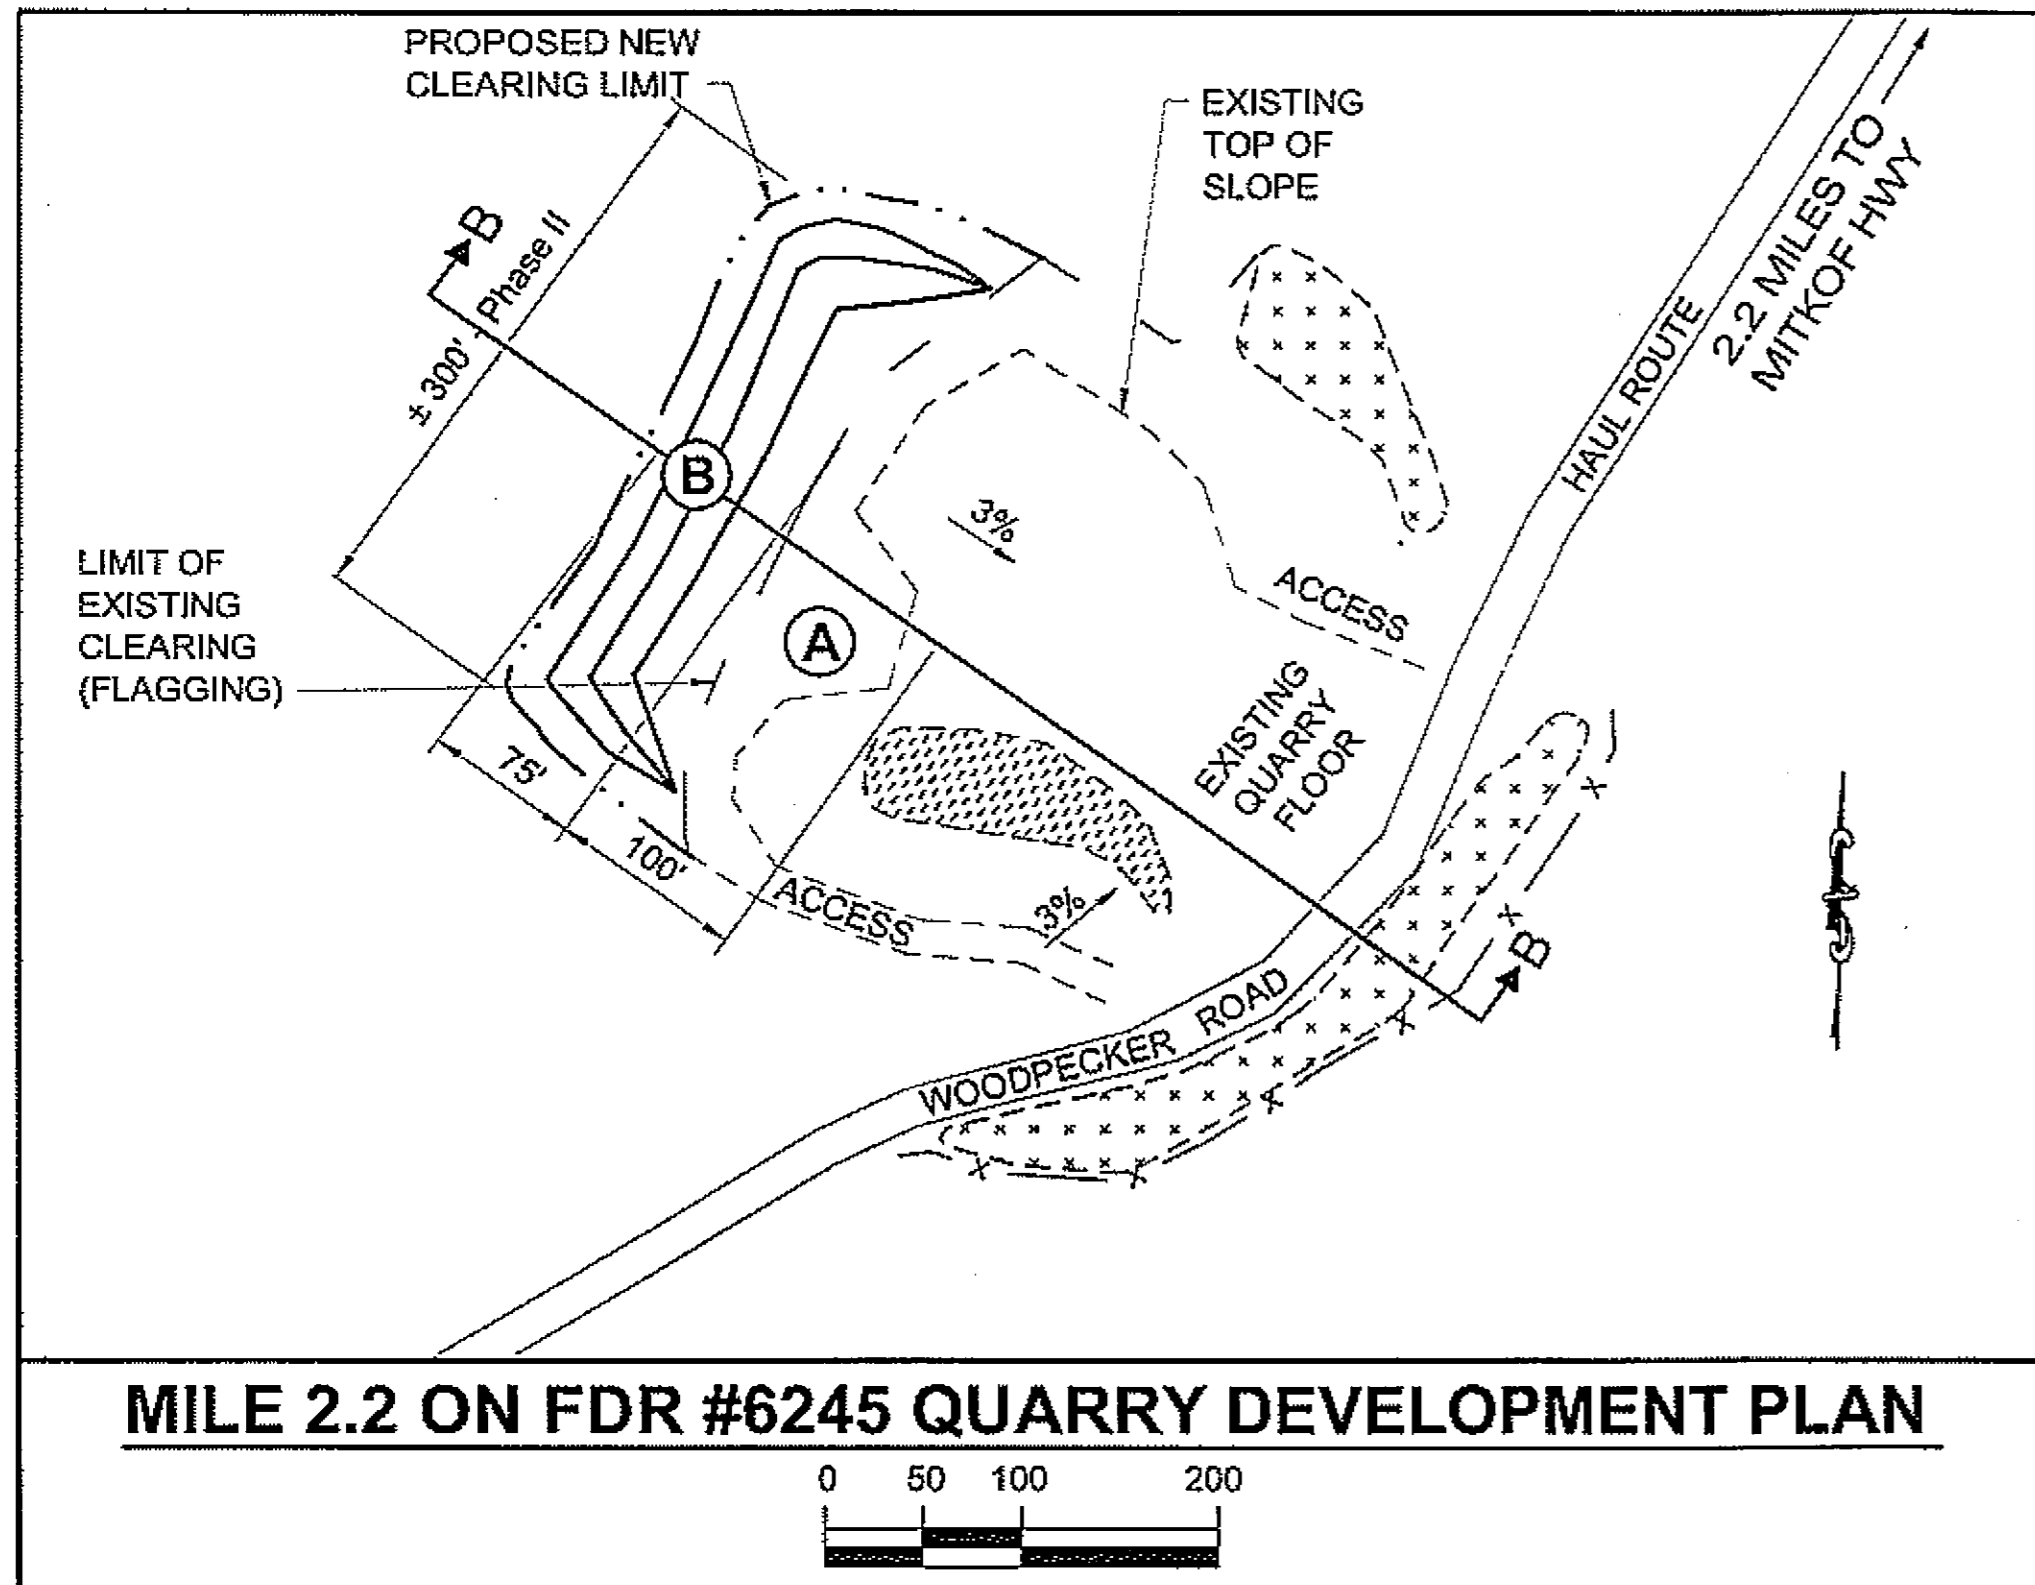 PROPOSED NEW
CLEARING LIMIT
EXISTING
TOP OF
SLOPE
2.2 MILES TO
MITKOF HWY
HAUL ROUTE
B
± 300' - Phase II
B
3%
A
LIMIT OF
EXISTING
CLEARING
(FLAGGING)
ACCESS
EXISTING
QUARRY
FLOOR
75'
100'
ACCESS
3%
B
WOODPECKER ROAD
MILE 2.2 ON FDR #6245 QUARRY DEVELOPMENT PLAN
0 50 100 200